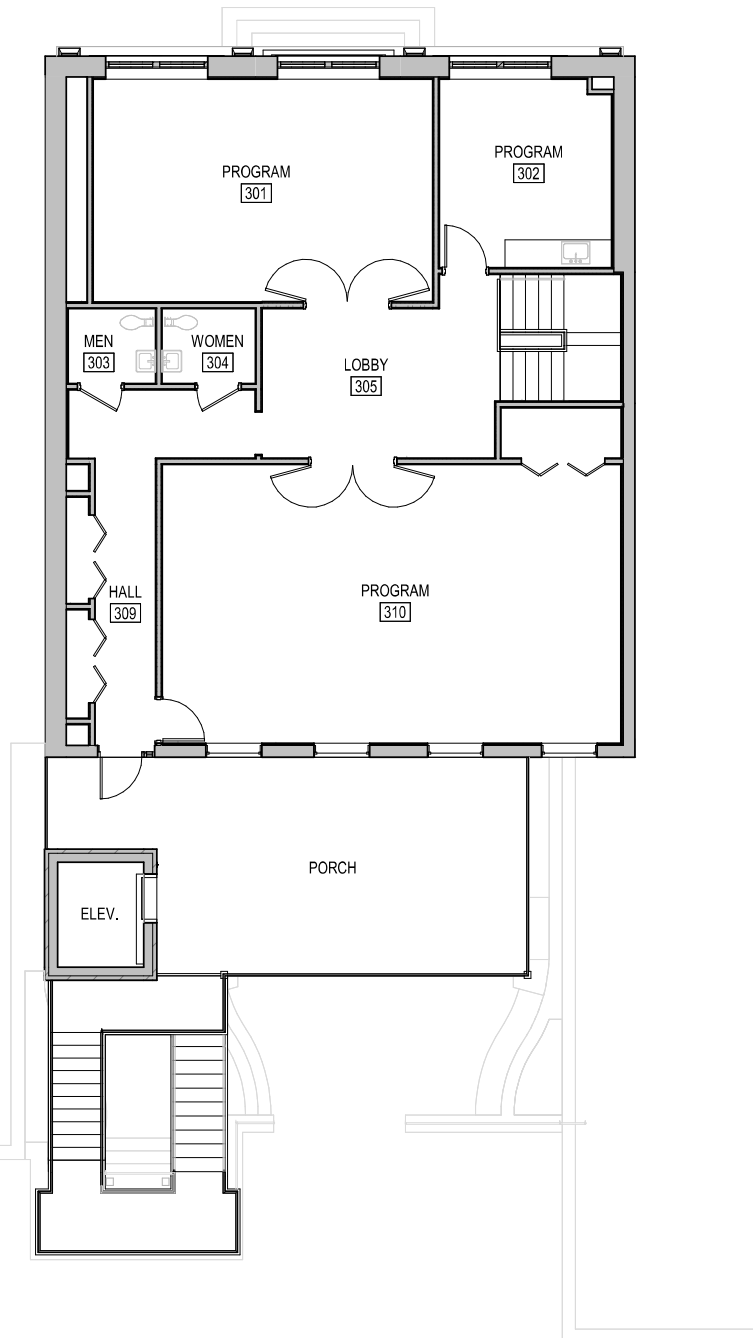 PROGRAM
301
PROGRAM
302
MEN
303
WOMEN
304
LOBBY
305
HALL
309
PROGRAM
310
PORCH
ELEV.